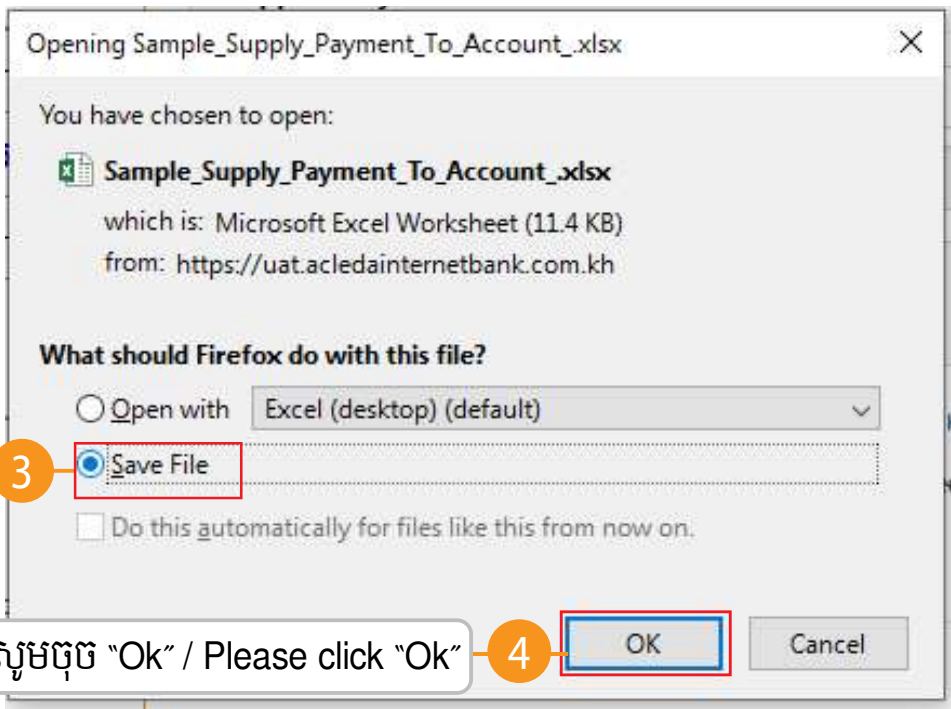 Opening Sample_Supply_Payment_To_Account_.xlsx
You have chosen to open:
Sample_Supply_Payment_To_Account_.xlsx
which is: Microsoft Excel Worksheet (11.4 KB)
from: https://uat.acledainternetbank.com.kh
What should Firefox do with this file?
Open with Excel (desktop) (default)
3 Save File
Do this automatically for files like this from now on.
សូមចុច “Ok” / Please click “Ok” 4 OK Cancel